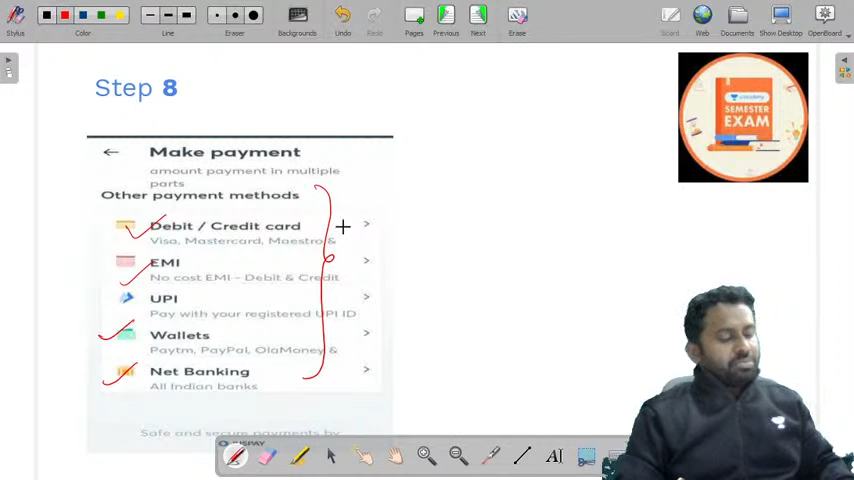 Stylus Color Line Eraser Backgrounds Undo Redo Pages Previous Next Erase Board Web Documents Show Desktop OpenBoard
Step 8
academy
SEMESTER
EXAM
Make payment
amount payment in multiple
parts
Other payment methods
Debit / Credit card
Visa, Mastercard, Maestro &
EMI
No cost EMI - Debit & Credit
UPI
Pay with your registered UPI ID
Wallets
Paytm, PayPal, OlaMoney &
Net Banking
All Indian banks
Safe and secure payments by